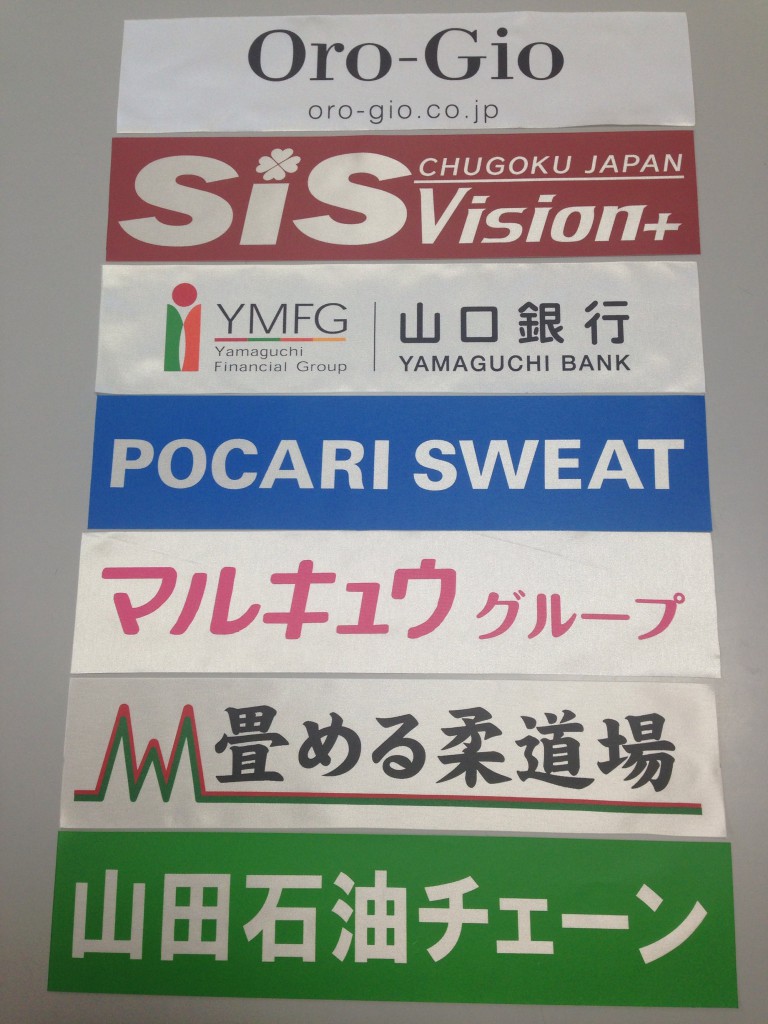 Oro-Gio
oro-gio.co.jp
SiS CHUGOKU JAPAN
Vision+
YMFG
Yamaguchi
Financial Group
山口銀行
YAMAGUCHI BANK
POCARI SWEAT
マルキュウグループ
畳める柔道場
山田石油チェーン